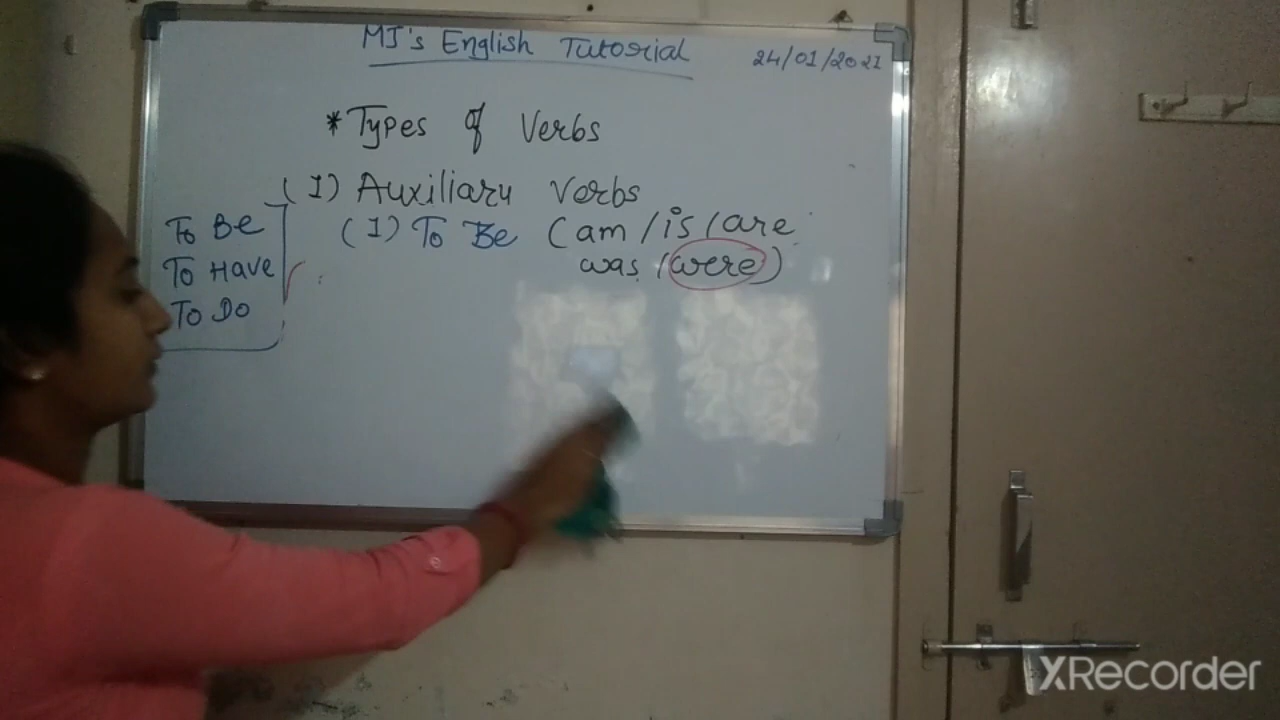 MJ's English Tutorial 24/01/2021
*Types of Verbs
(I) Auxiliary Verbs
To Be
To Have
To Do
(I) To Be (am/is/are
was/were)
XRecorder